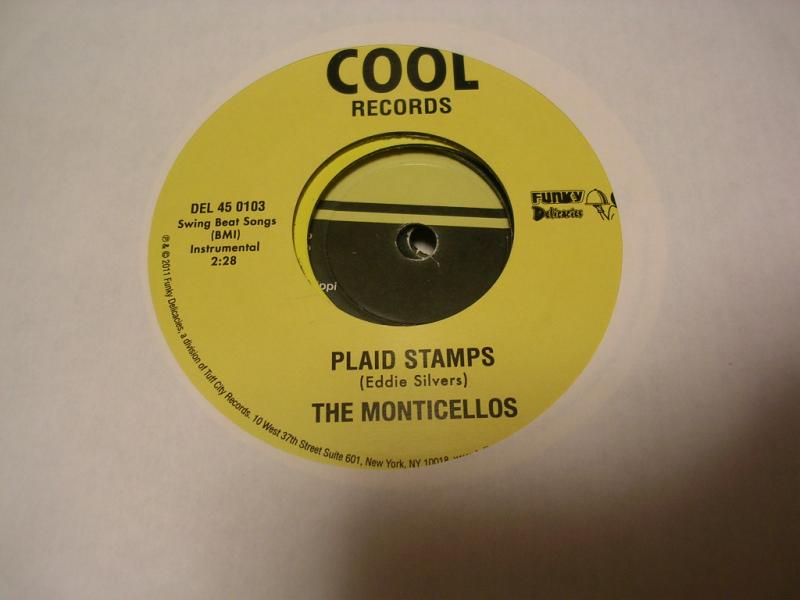 COOL
RECORDS
DEL 45 0103
Swing Beat Songs
(BMI)
Instrumental
2:28
FUNKY
Delicacies
ppi
PLAID STAMPS
(Eddie Silvers)
THE MONTICELLOS
℗ & © 2011 Funky Delicacies, a division of Tuff City Records. 10 West 37th Street Suite 601, New York, NY 10018